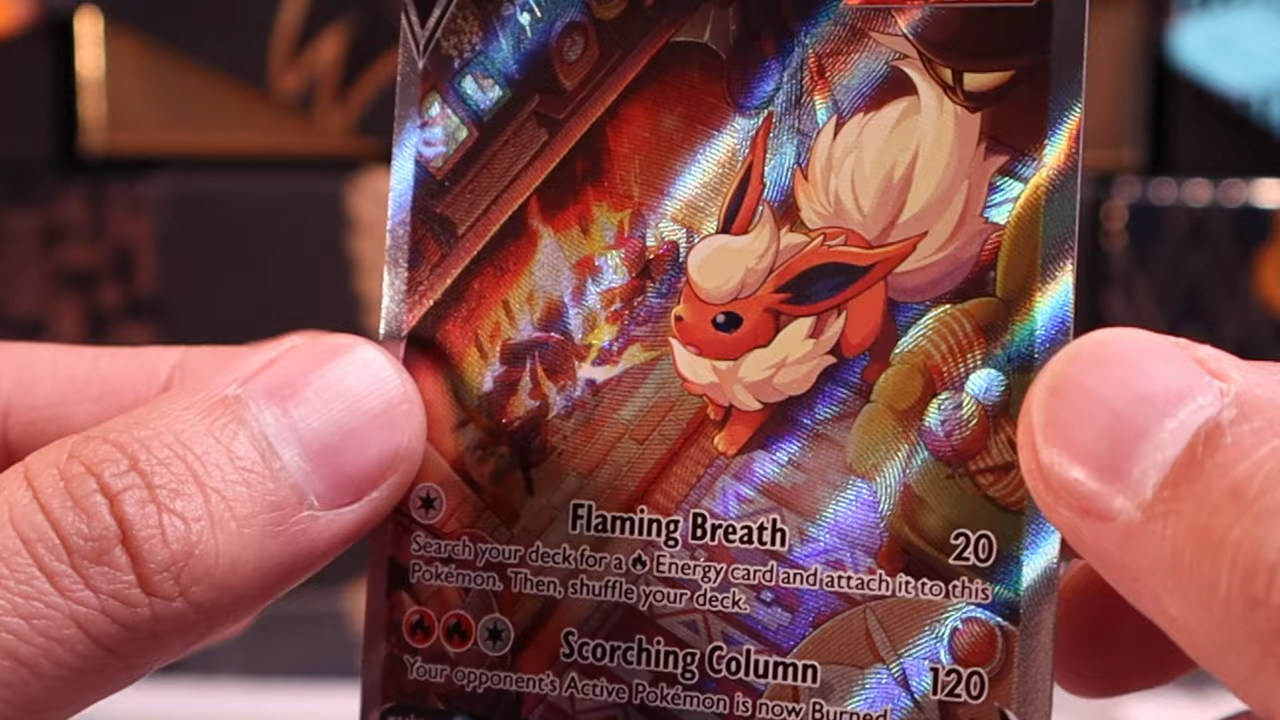 Flaming Breath 20
Search your deck for a Energy card and attach it to this
Pokémon. Then, shuffle your deck.
Scorching Column 120
Your opponent's Active Pokémon is now Burned.